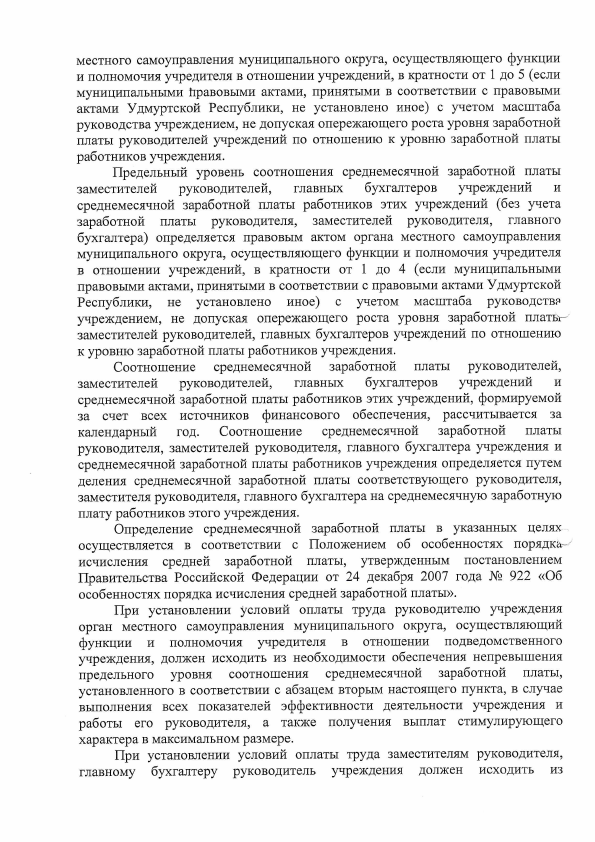 местного самоуправления муниципального округа, осуществляющего функции
и полномочия учредителя в отношении учреждений, в кратности от 1 до 5 (если
муниципальными правовыми актами, принятыми в соответствии с правовыми
актами Удмуртской Республики, не установлено иное) с учетом масштаба
руководства учреждением, не допуская опережающего роста уровня заработной
платы руководителей учреждений по отношению к уровню заработной платы
работников учреждения.
Предельный уровень соотношения среднемесячной заработной платы
заместителей руководителей, главных бухгалтеров учреждений и
среднемесячной заработной платы работников этих учреждений (без учета
заработной платы руководителя, заместителей руководителя, главного
бухгалтера) определяется правовым актом органа местного самоуправления
муниципального округа, осуществляющего функции и полномочия учредителя
в отношении учреждений, в кратности от 1 до 4 (если муниципальными
правовыми актами, принятыми в соответствии с правовыми актами Удмуртской
Республики, не установлено иное) с учетом масштаба руководства
учреждением, не допуская опережающего роста уровня заработной платы
заместителей руководителей, главных бухгалтеров учреждений по отношению
к уровню заработной платы работников учреждения.
Соотношение среднемесячной заработной платы руководителей,
заместителей руководителей, главных бухгалтеров учреждений и
среднемесячной заработной платы работников этих учреждений, формируемой
за счет всех источников финансового обеспечения, рассчитывается за
календарный год. Соотношение среднемесячной заработной платы
руководителя, заместителей руководителя, главного бухгалтера учреждения и
среднемесячной заработной платы работников учреждения определяется путем
деления среднемесячной заработной платы соответствующего руководителя,
заместителя руководителя, главного бухгалтера на среднемесячную заработную
плату работников этого учреждения.
Определение среднемесячной заработной платы в указанных целях
осуществляется в соответствии с Положением об особенностях порядка
исчисления средней заработной платы, утвержденным постановлением
Правительства Российской Федерации от 24 декабря 2007 года № 922 «Об
особенностях порядка исчисления средней заработной платы».
При установлении условий оплаты труда руководителю учреждения
орган местного самоуправления муниципального округа, осуществляющий
функции и полномочия учредителя в отношении подведомственного
учреждения, должен исходить из необходимости обеспечения непревышения
предельного уровня соотношения среднемесячной заработной платы,
установленного в соответствии с абзацем вторым настоящего пункта, в случае
выполнения всех показателей эффективности деятельности учреждения и
работы его руководителя, а также получения выплат стимулирующего
характера в максимальном размере.
При установлении условий оплаты труда заместителям руководителя,
главному бухгалтеру руководитель учреждения должен исходить из